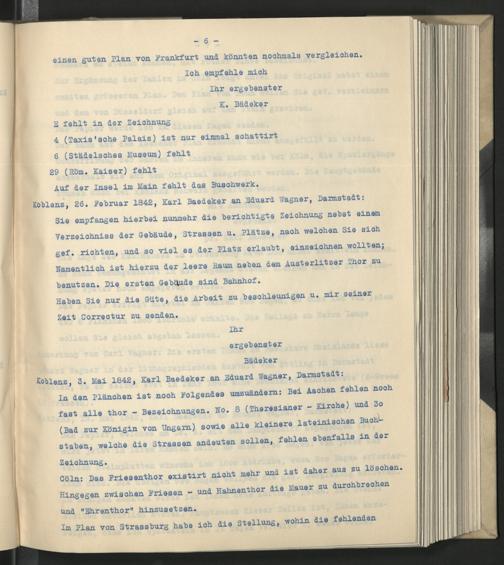 - 6 -
einen guten Plan von Frankfurt und könnten nochmals vergleichen.
Ich empfehle mich
Ihr ergebenster
K. Bädeker
E fehlt in der Zeichnung
4 (Taxis'sche Palais) ist nur einmal schattirt
6 (Städelsches Museum) fehlt
29 (Röm. Kaiser) fehlt
Auf der Insel im Main fehlt das Buschwerk.
Koblenz, 26. Februar 1842, Karl Baedeker an Eduard Wagner, Darmstadt:
Sie empfangen hierbei nunmehr die berichtigte Zeichnung nebst einem
Verzeichniss der Gebäude, Strassen u. Plätze, nach welchen Sie sich
gef. richten, und so viel es der Platz erlaubt, einzeichnen wollten;
Namentlich ist hierzu der leere Raum neben dem Austerlitzer Thor zu
benutzen. Die ersten Gebäude sind Bahnhof.
Haben Sie nur die Güte, die Arbeit zu beschleunigen u. mir seiner
Zeit Correctur zu senden.
Ihr
ergebenster
Bädeker
Koblenz, 3. Mai 1842, Karl Baedeker an Eduard Wagner, Darmstadt:
In den Plänchen ist noch Folgendes umzuändern: Bei Aachen fehlen noch
fast alle thor - Bezeichnungen. No. 8 (Theresianer - Kirche) und 30
(Bad zur Königin von Ungarn) sowie alle kleinere lateinischen Buch-
staben, welche die Strassen andeuten sollen, fehlen ebenfalls in der
Zeichnung.
Cöln: Das Friesenthor existirt nicht mehr und ist daher aus zu löschen.
Hingegen zwischen Friesen - und Hahnenthor die Mauer zu durchbrechen
und "Ehrenthor" hinzusetzen.
Im Plan von Strassburg habe ich die Stellung, wohin die fehlenden